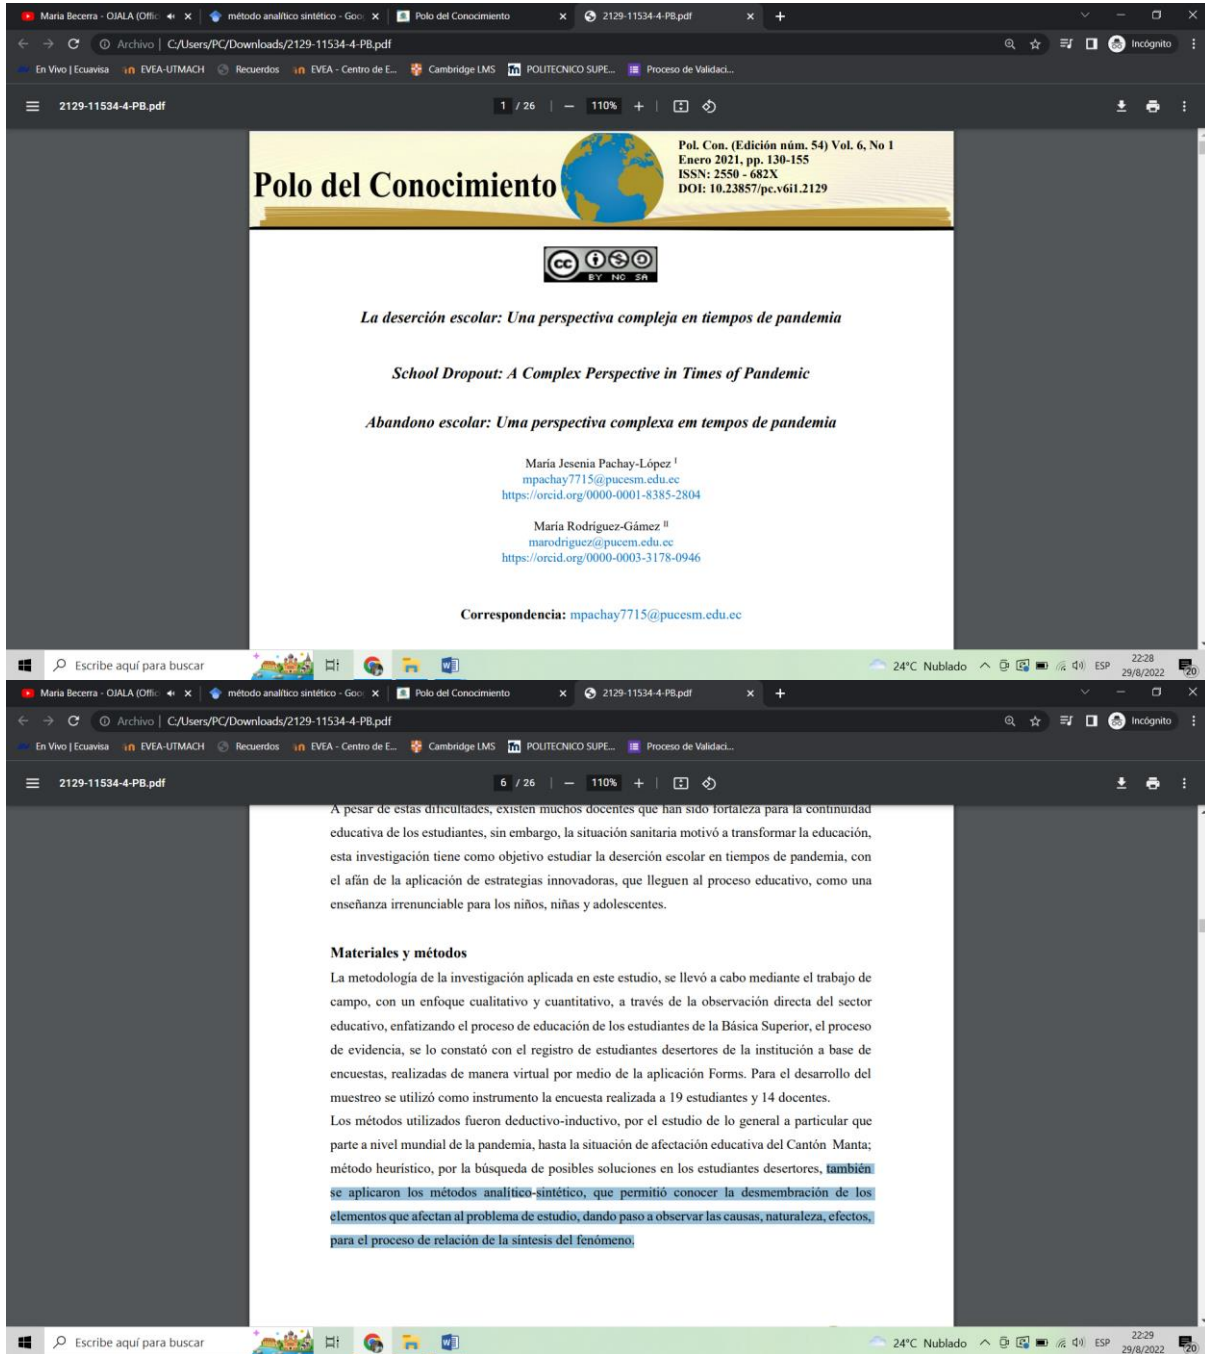 Maria Becerra - OJALA (Offic
método analítico sintético - Goo
Polo del Conocimiento
2129-11534-4-PB.pdf
Archivo | C:/Users/PC/Downloads/2129-11534-4-PB.pdf
Incógnito
En Vivo | Ecuavisa
EVEA-UTMACH
Recuerdos
EVEA - Centro de E...
Cambridge LMS
POLITECNICO SUPE...
Proceso de Validaci...
2129-11534-4-PB.pdf
1 / 26 | − 110% +
Polo del Conocimiento
Pol. Con. (Edición núm. 54) Vol. 6, No 1
Enero 2021, pp. 130-155
ISSN: 2550 - 682X
DOI: 10.23857/pc.v6i1.2129
cc
BY NC SA
La deserción escolar: Una perspectiva compleja en tiempos de pandemia
School Dropout: A Complex Perspective in Times of Pandemic
Abandono escolar: Uma perspectiva complexa em tempos de pandemia
María Jesenia Pachay-López I
mpachay7715@pucesm.edu.ec
https://orcid.org/0000-0001-8385-2804
María Rodríguez-Gámez II
marodriguez@pucem.edu.ec
https://orcid.org/0000-0003-3178-0946
Correspondencia: mpachay7715@pucesm.edu.ec
Escribe aquí para buscar
24°C Nublado
ESP
22:28
29/8/2022
20
Maria Becerra - OJALA (Offic
método analítico sintético - Goo
Polo del Conocimiento
2129-11534-4-PB.pdf
Archivo | C:/Users/PC/Downloads/2129-11534-4-PB.pdf
Incógnito
En Vivo | Ecuavisa
EVEA-UTMACH
Recuerdos
EVEA - Centro de E...
Cambridge LMS
POLITECNICO SUPE...
Proceso de Validaci...
2129-11534-4-PB.pdf
6 / 26 | − 110% +
A pesar de estas dificultades, existen muchos docentes que han sido fortaleza para la continuidad
educativa de los estudiantes, sin embargo, la situación sanitaria motivó a transformar la educación,
esta investigación tiene como objetivo estudiar la deserción escolar en tiempos de pandemia, con
el afán de la aplicación de estrategias innovadoras, que lleguen al proceso educativo, como una
enseñanza irrenunciable para los niños, niñas y adolescentes.
Materiales y métodos
La metodología de la investigación aplicada en este estudio, se llevó a cabo mediante el trabajo de
campo, con un enfoque cualitativo y cuantitativo, a través de la observación directa del sector
educativo, enfatizando el proceso de educación de los estudiantes de la Básica Superior, el proceso
de evidencia, se lo constató con el registro de estudiantes desertores de la institución a base de
encuestas, realizadas de manera virtual por medio de la aplicación Forms. Para el desarrollo del
muestreo se utilizó como instrumento la encuesta realizada a 19 estudiantes y 14 docentes.
Los métodos utilizados fueron deductivo-inductivo, por el estudio de lo general a particular que
parte a nivel mundial de la pandemia, hasta la situación de afectación educativa del Cantón Manta;
método heurístico, por la búsqueda de posibles soluciones en los estudiantes desertores, también
se aplicaron los métodos analítico-sintético, que permitió conocer la desmembración de los
elementos que afectan al problema de estudio, dando paso a observar las causas, naturaleza, efectos,
para el proceso de relación de la síntesis del fenómeno.
Escribe aquí para buscar
24°C Nublado
ESP
22:29
29/8/2022
20